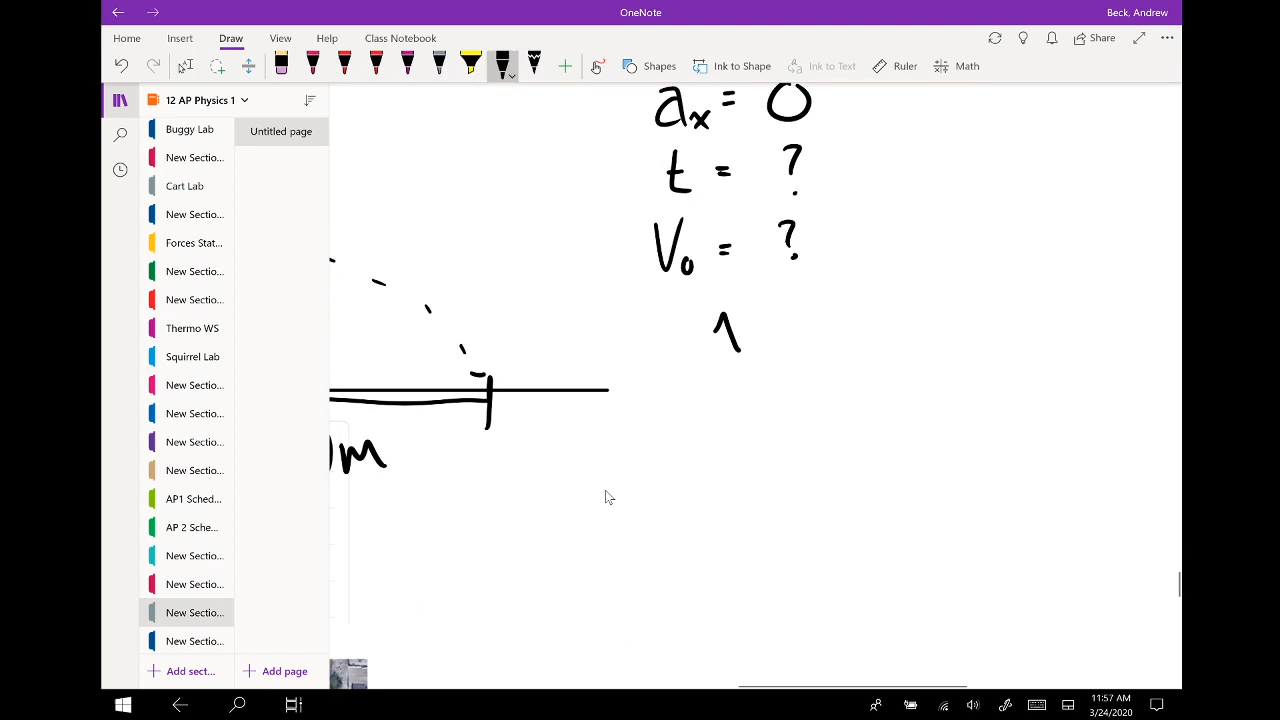 OneNote
Beck, Andrew
Home Insert Draw View Help Class Notebook
Share
Shapes Ink to Shape Ink to Text Ruler Math
12 AP Physics 1
Untitled page
Buggy Lab
New Sectio...
Cart Lab
New Sectio...
Forces Stat...
New Sectio...
New Sectio...
Thermo WS
Squirrel Lab
New Sectio...
New Sectio...
New Sectio...
New Sectio...
AP1 Sched...
AP 2 Sche...
New Sectio...
New Sectio...
New Sectio...
New Sectio...
Add sect...
Add page
ax = 0
t = ?
V0 = ?
m
11:57 AM
3/24/2020